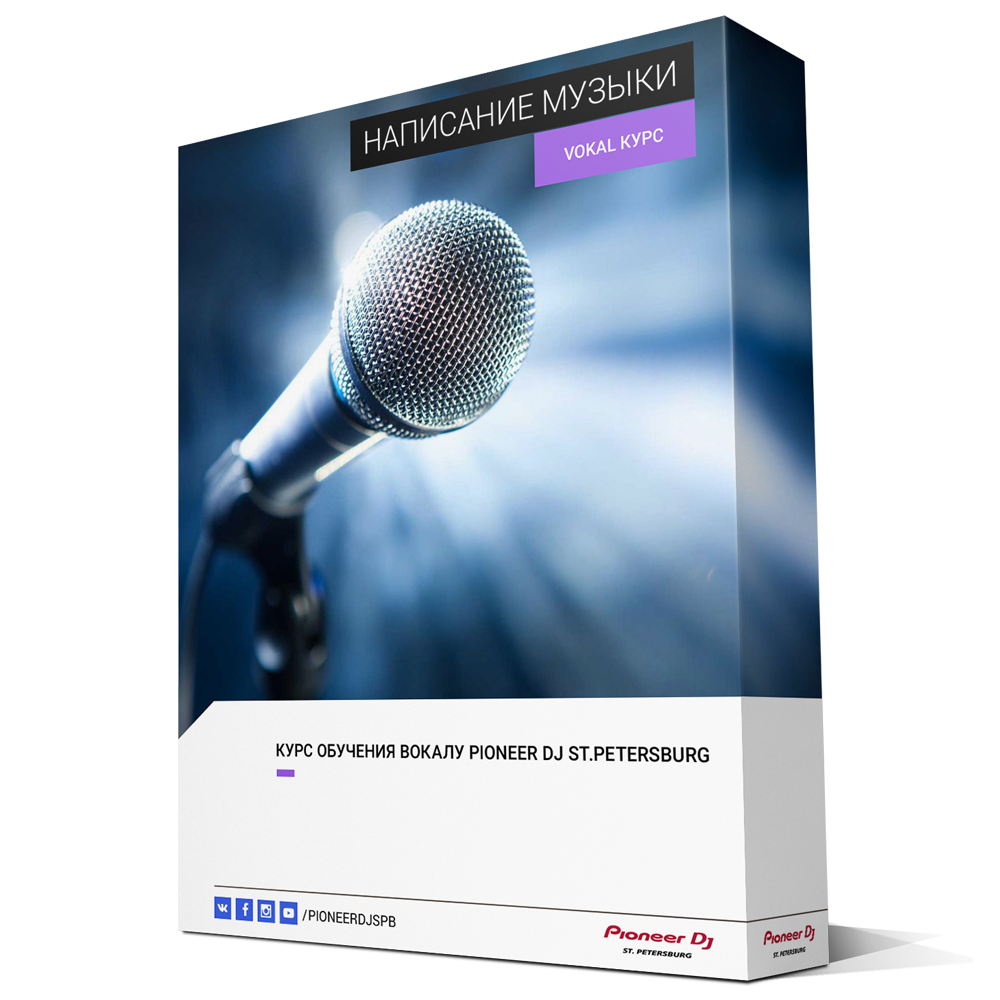 НАПИСАНИЕ МУЗЫКИ
VOKAL КУРС
КУРС ОБУЧЕНИЯ ВОКАЛУ PIONEER DJ ST.PETERSBURG
/PIONEERDJSPB
Pioneer DJ
ST. PETERSBURG
Pioneer DJ
ST. PETERSBURG